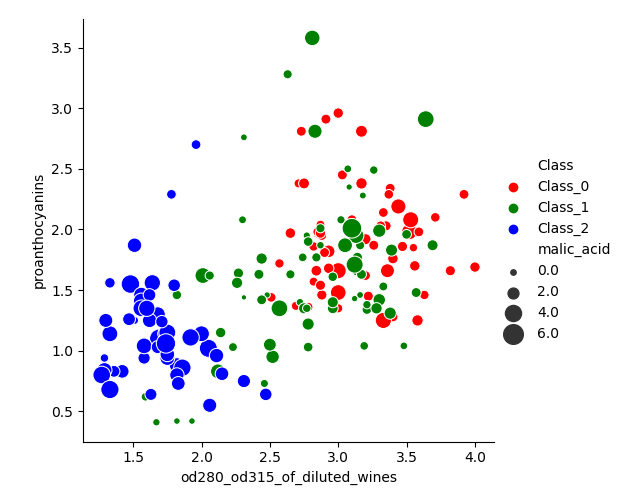 3.5
3.0
2.5
2.0
1.5
1.0
0.5
proanthocyanins
1.5 2.0 2.5 3.0 3.5 4.0
od280_od315_of_diluted_wines
Class
Class_0
Class_1
Class_2
malic_acid
0.0
2.0
4.0
6.0